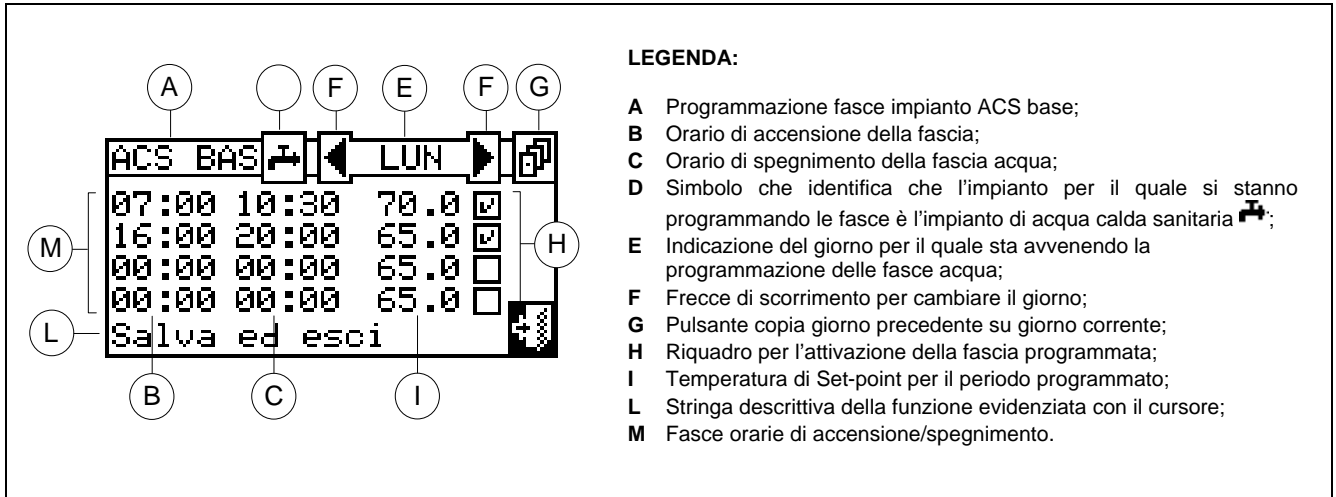 A F E F G
ACS BAS LUN
07:00 10:30 70.0
16:00 20:00 65.0
00:00 00:00 65.0
00:00 00:00 65.0
Salva ed esci
M
H
L
B C I
LEGENDA:
A Programmazione fasce impianto ACS base;
B Orario di accensione della fascia;
C Orario di spegnimento della fascia acqua;
D Simbolo che identifica che l'impianto per il quale si stanno
programmando le fasce è l'impianto di acqua calda sanitaria ;
E Indicazione del giorno per il quale sta avvenendo la
programmazione delle fasce acqua;
F Frecce di scorrimento per cambiare il giorno;
G Pulsante copia giorno precedente su giorno corrente;
H Riquadro per l'attivazione della fascia programmata;
I Temperatura di Set-point per il periodo programmato;
L Stringa descrittiva della funzione evidenziata con il cursore;
M Fasce orarie di accensione/spegnimento.